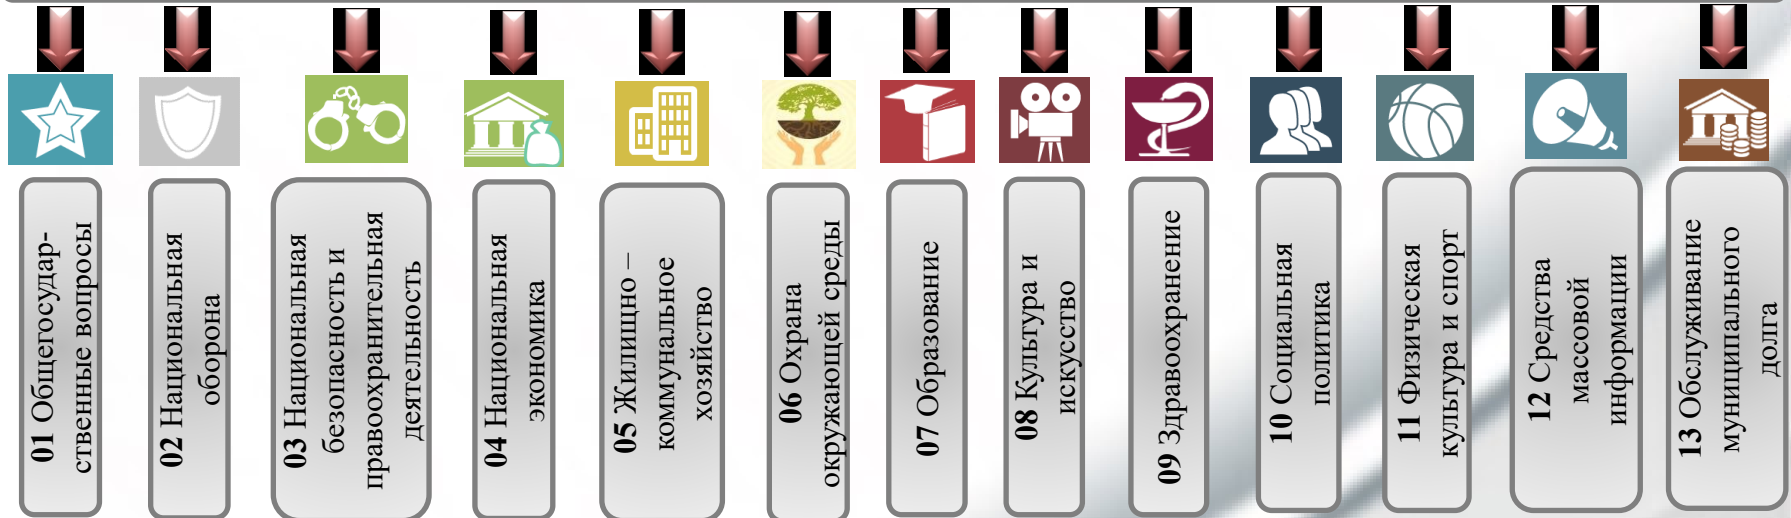 01 Общегосудар-
ственные вопросы
02 Национальная
оборона
03 Национальная
безопасность и
правоохранительная
деятельность
04 Национальная
экономика
05 Жилищно –
коммунальное
хозяйство
06 Охрана
окружающей среды
07 Образование
08 Культура и
искусство
09 Здравоохранение
10 Социальная
политика
11 Физическая
культура и спорт
12 Средства
массовой
информации
13 Обслуживание
муниципального
долга